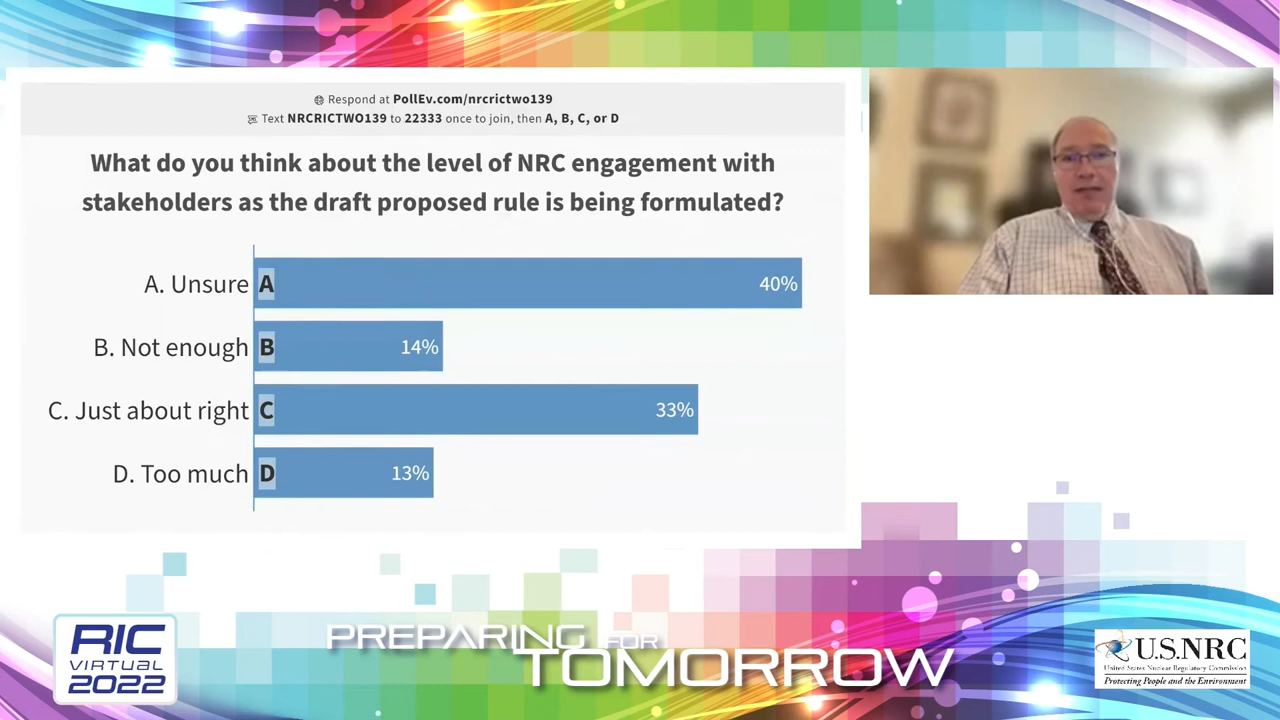 Respond at PollEv.com/nrcrictwo139
Text NRCRICTWO139 to 22333 once to join, then A, B, C, or D
What do you think about the level of NRC engagement with
stakeholders as the draft proposed rule is being formulated?
A. Unsure A 40%
B. Not enough B 14%
C. Just about right C 33%
D. Too much D 13%
RIC
VIRTUAL
2022
PREPARING FOR
TOMORROW
U.S.NRC
United States Nuclear Regulatory Commission
Protecting People and the Environment